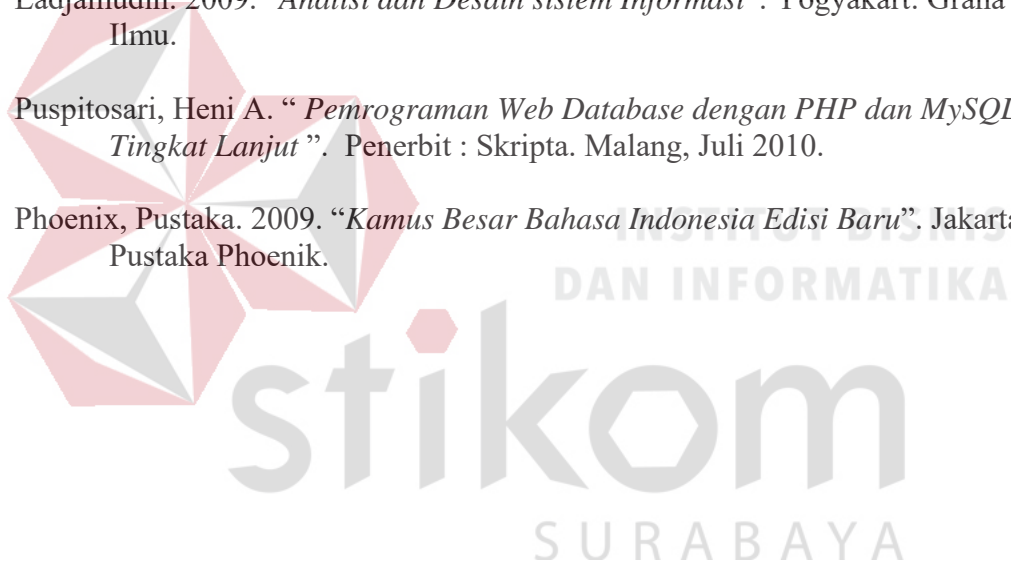 Ladjamudin. 2009. “Analisi dan Desain sistem Informasi”. Yogyakart. Graha
Ilmu.
Puspitosari, Heni A. “ Pemrograman Web Database dengan PHP dan MySQL
Tingkat Lanjut ”. Penerbit : Skripta. Malang, Juli 2010.
Phoenix, Pustaka. 2009. “Kamus Besar Bahasa Indonesia Edisi Baru”. Jakarta
Pustaka Phoenik.
INSTITUT BISNIS
DAN INFORMATIKA
stikom
SURABAYA